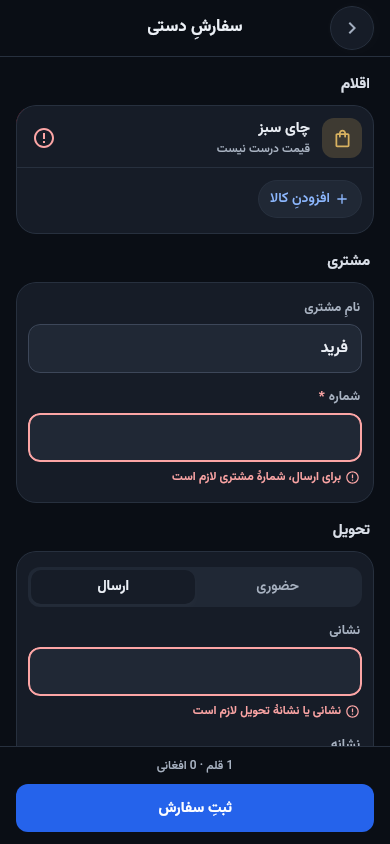 سفارشِ دستی
اقلام
چای سبز
قیمت درست نیست
+ افزودنِ کالا
مشتری
نامِ مشتری
فرید
شماره *
برای ارسال، شمارهٔ مشتری لازم است
تحویل
حضوری
ارسال
نشانی
نشانی یا نشانهٔ تحویل لازم است
نشانه
1 قلم · 0 افغانی
ثبتِ سفارش